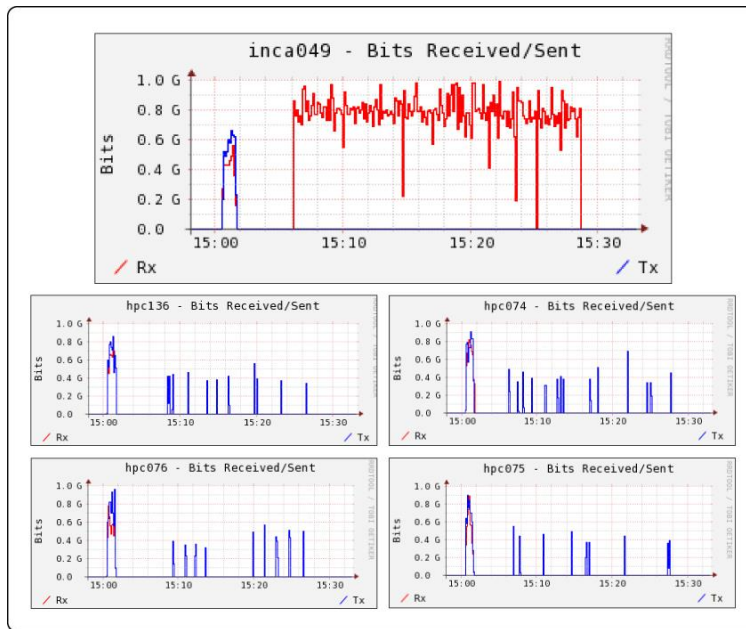 inca049 - Bits Received/Sent
RRDTOOL / TOBI OETIKER
Bits
1.0 G
0.8 G
0.6 G
0.4 G
0.2 G
0.0
15:00 15:10 15:20 15:30
Rx Tx
hpc136 - Bits Received/Sent
Bits
1.0 G
0.8 G
0.6 G
0.4 G
0.2 G
0.0
15:00 15:10 15:20 15:30
Rx Tx
hpc074 - Bits Received/Sent
Bits
1.0 G
0.8 G
0.6 G
0.4 G
0.2 G
0.0
15:00 15:10 15:20 15:30
Rx Tx
hpc076 - Bits Received/Sent
RRDTOOL / TOBI OETIKER
Bits
1.0 G
0.8 G
0.6 G
0.4 G
0.2 G
0.0
15:00 15:10 15:20 15:30
Rx Tx
hpc075 - Bits Received/Sent
RRDTOOL / TOBI OETIKER
Bits
1.0 G
0.8 G
0.6 G
0.4 G
0.2 G
0.0
15:00 15:10 15:20 15:30
Rx Tx